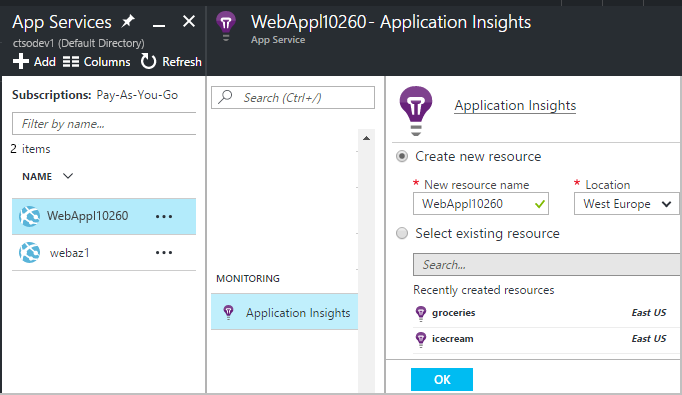 App Services
ctsodev1 (Default Directory)
Add Columns Refresh
Subscriptions: Pay-As-You-Go
Filter by name...
2 items
NAME
WebAppl10260 ...
webaz1 ...
WebAppl10260- Application Insights
App Service
Search (Ctrl+/)
MONITORING
Application Insights
Application Insights
Create new resource
* New resource name * Location
WebAppl10260 West Europe
Select existing resource
Search...
Recently created resources
groceries East US
icecream East US
OK